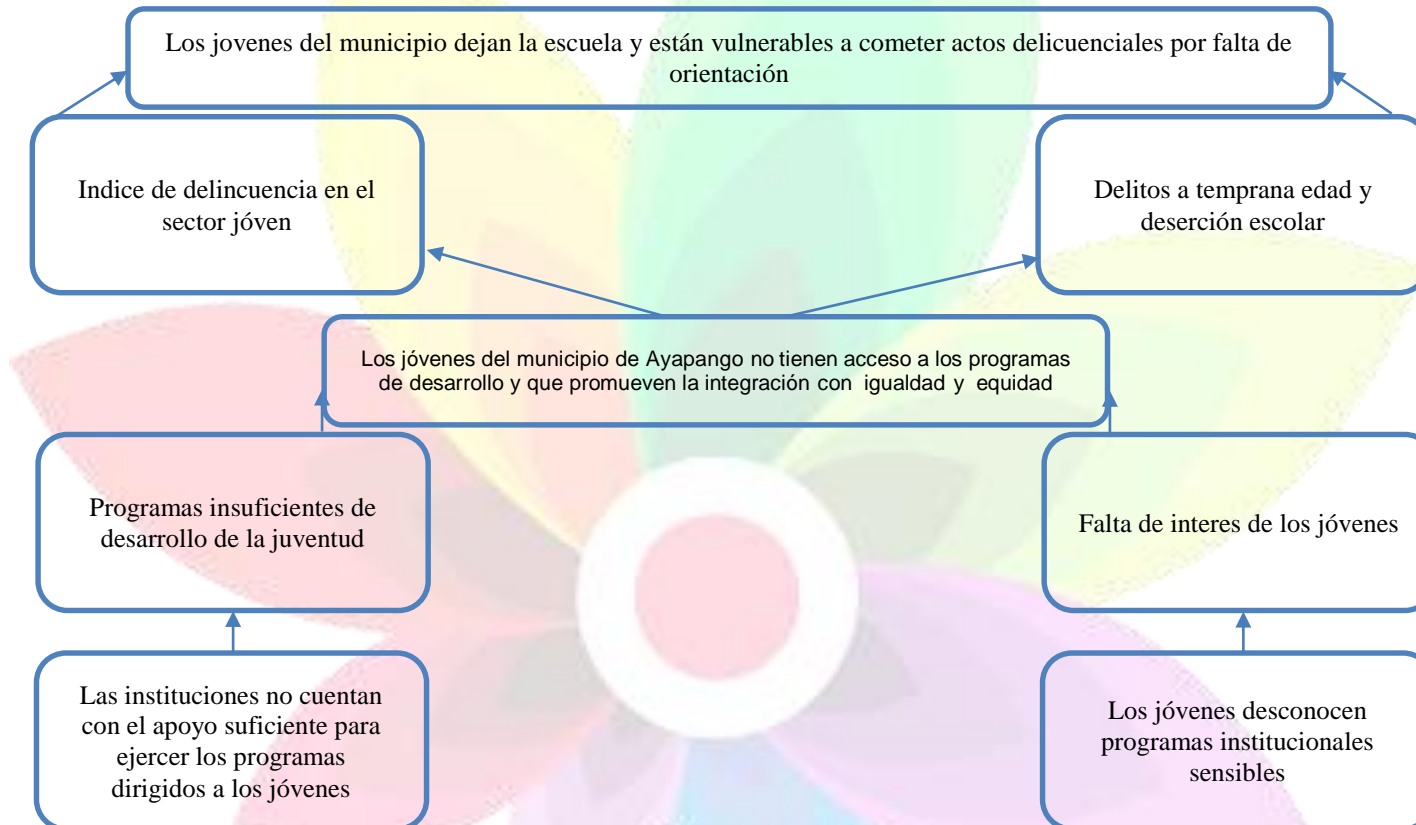 Los jovenes del municipio dejan la escuela y están vulnerables a cometer actos delicuenciales por falta de
orientación
Indice de delincuencia en el
sector jóven
Delitos a temprana edad y
deserción escolar
Los jóvenes del municipio de Ayapango no tienen acceso a los programas
de desarrollo y que promueven la integración con igualdad y equidad
Programas insuficientes de
desarrollo de la juventud
Falta de interes de los jóvenes
Las instituciones no cuentan
con el apoyo suficiente para
ejercer los programas
dirigidos a los jóvenes
Los jóvenes desconocen
programas institucionales
sensibles